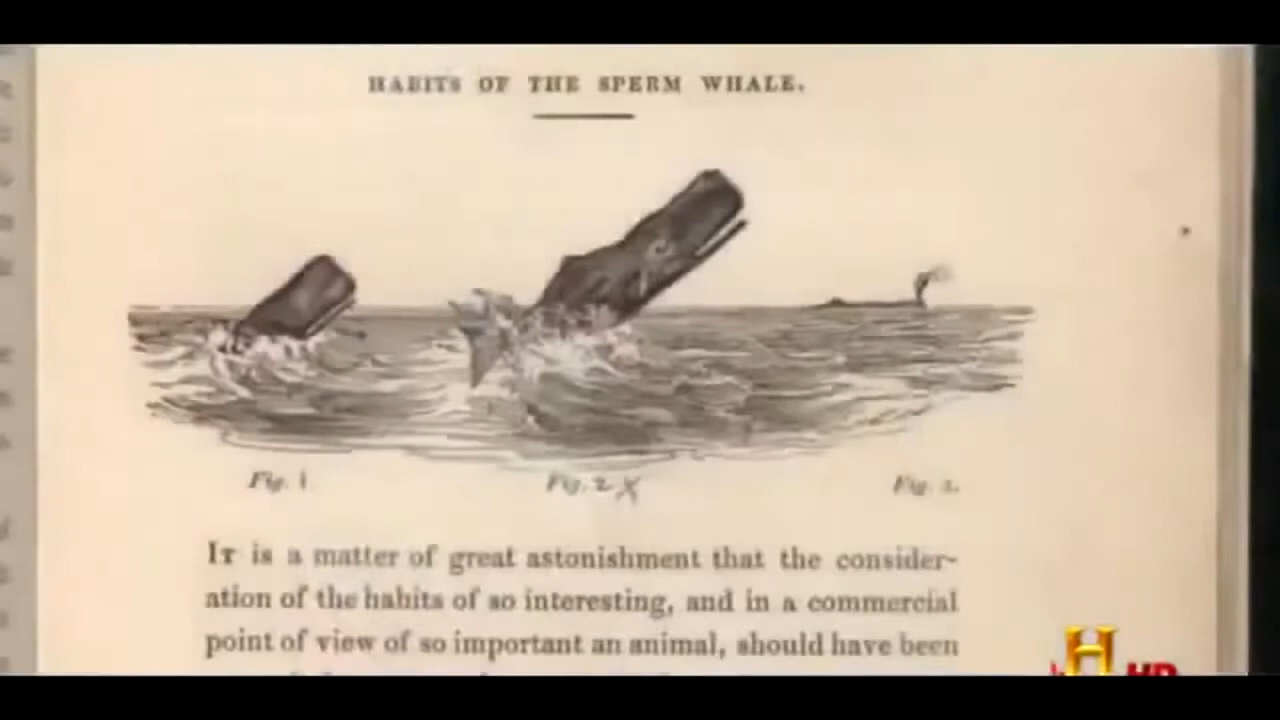 HABITS OF THE SPERM WHALE.
Fig. 1 Fig. 2 X Fig. 3.
IT is a matter of great astonishment that the consider-
ation of the habits of so interesting, and in a commercial
point of view of so important an animal, should have been
H HD